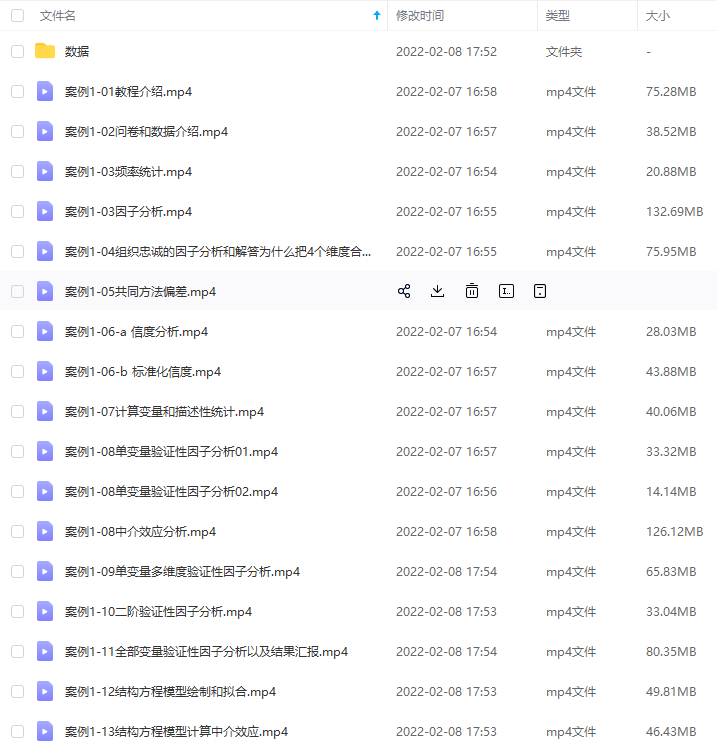 文件名 修改时间 类型 大小
数据 2022-02-08 17:52 文件夹 -
案例1-01教程介绍.mp4 2022-02-07 16:58 mp4文件 75.28MB
案例1-02问卷和数据介绍.mp4 2022-02-07 16:57 mp4文件 38.52MB
案例1-03频率统计.mp4 2022-02-07 16:54 mp4文件 20.88MB
案例1-03因子分析.mp4 2022-02-07 16:55 mp4文件 132.69MB
案例1-04组织忠诚的因子分析和解答为什么把4个维度合... 2022-02-07 16:55 mp4文件 75.95MB
案例1-05共同方法偏差.mp4
案例1-06-a 信度分析.mp4 2022-02-07 16:54 mp4文件 28.03MB
案例1-06-b 标准化信度.mp4 2022-02-07 16:57 mp4文件 43.88MB
案例1-07计算变量和描述性统计.mp4 2022-02-07 16:57 mp4文件 40.06MB
案例1-08单变量验证性因子分析01.mp4 2022-02-07 16:57 mp4文件 33.32MB
案例1-08单变量验证性因子分析02.mp4 2022-02-07 16:56 mp4文件 14.14MB
案例1-08中介效应分析.mp4 2022-02-07 16:58 mp4文件 126.12MB
案例1-09单变量多维度验证性因子分析.mp4 2022-02-08 17:54 mp4文件 65.83MB
案例1-10二阶验证性因子分析.mp4 2022-02-08 17:53 mp4文件 33.04MB
案例1-11全部变量验证性因子分析以及结果汇报.mp4 2022-02-08 17:54 mp4文件 80.35MB
案例1-12结构方程模型绘制和拟合.mp4 2022-02-08 17:53 mp4文件 49.81MB
案例1-13结构方程模型计算中介效应.mp4 2022-02-08 17:53 mp4文件 46.43MB